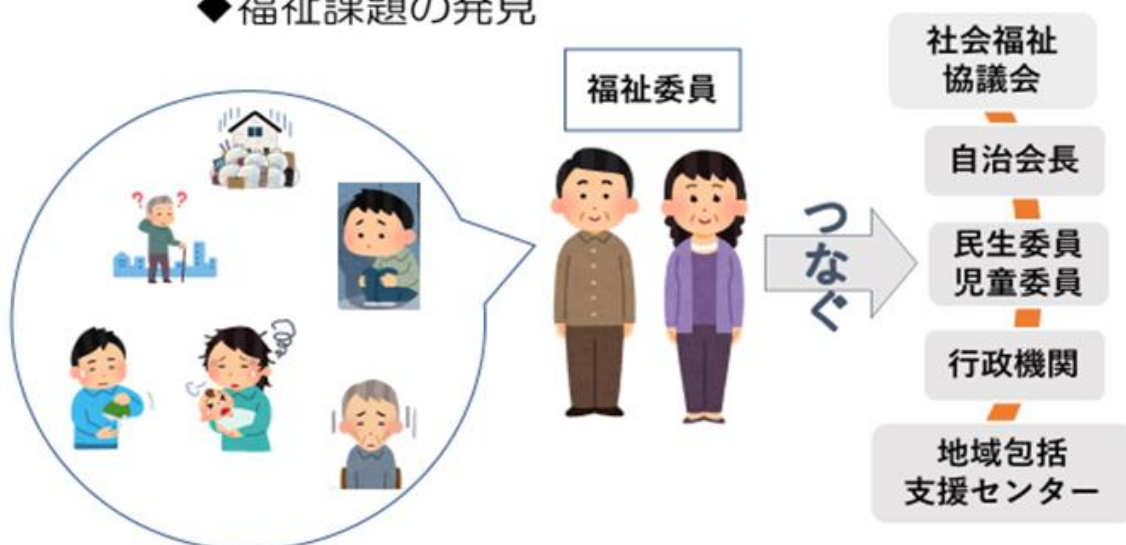 ◆福祉課題の発見
福祉委員
つなぐ
社会福祉
協議会
自治会長
民生委員
児童委員
行政機関
地域包括
支援センター
? ?